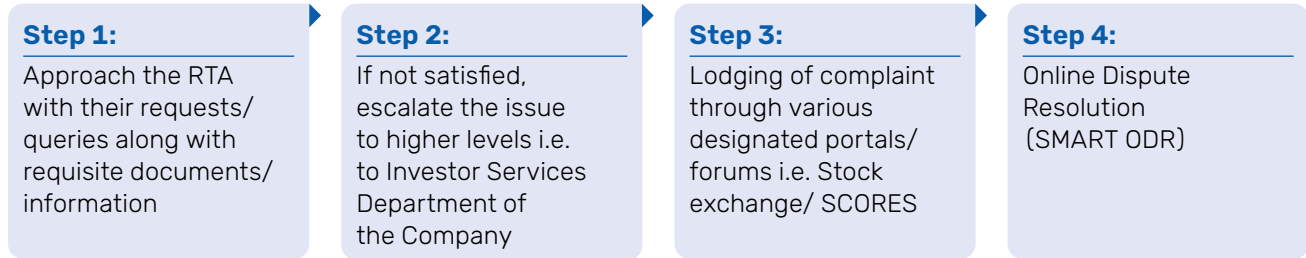 Step 1:
Approach the RTA
with their requests/
queries along with
requisite documents/
information
Step 2:
If not satisfied,
escalate the issue
to higher levels i.e.
to Investor Services
Department of
the Company
Step 3:
Lodging of complaint
through various
designated portals/
forums i.e. Stock
exchange/ SCORES
Step 4:
Online Dispute
Resolution
(SMART ODR)